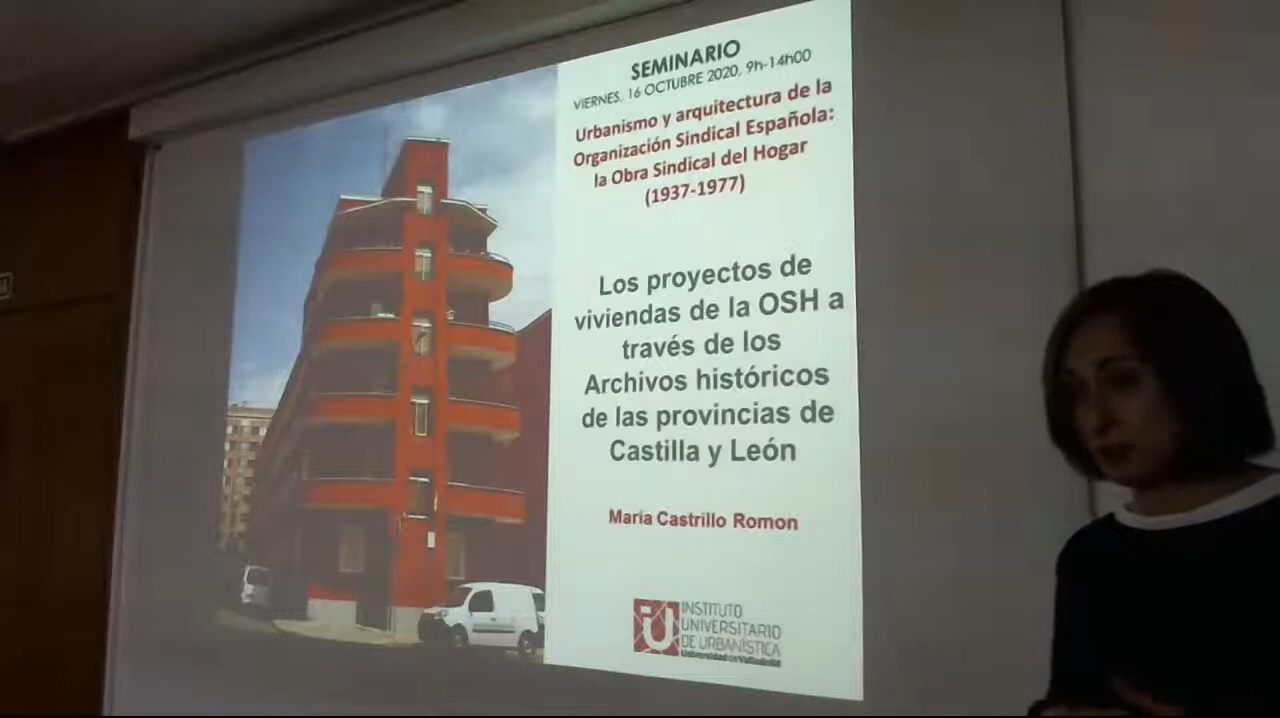 SEMINARIO
VIERNES, 16 OCTUBRE 2020, 9h-14h00
Urbanismo y arquitectura de la
Organización Sindical Española:
la Obra Sindical del Hogar
(1937-1977)
Los proyectos de
viviendas de la OSH a
través de los
Archivos históricos
de las provincias de
Castilla y León
María Castrillo Romon
iU
INSTITUTO
UNIVERSITARIO
DE URBANÍSTICA
Universidad de Valladolid